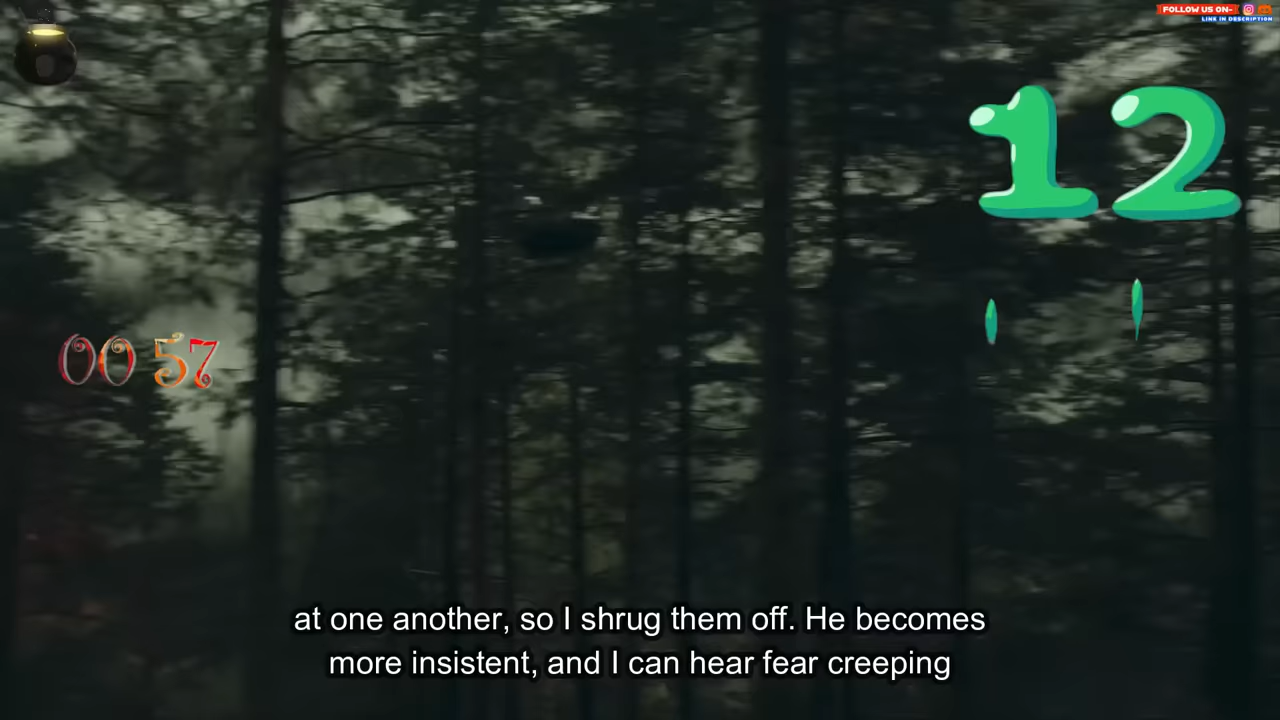 FOLLOW US ON-
LINK IN DESCRIPTION
12
00 57
at one another, so I shrug them off. He becomes
more insistent, and I can hear fear creeping